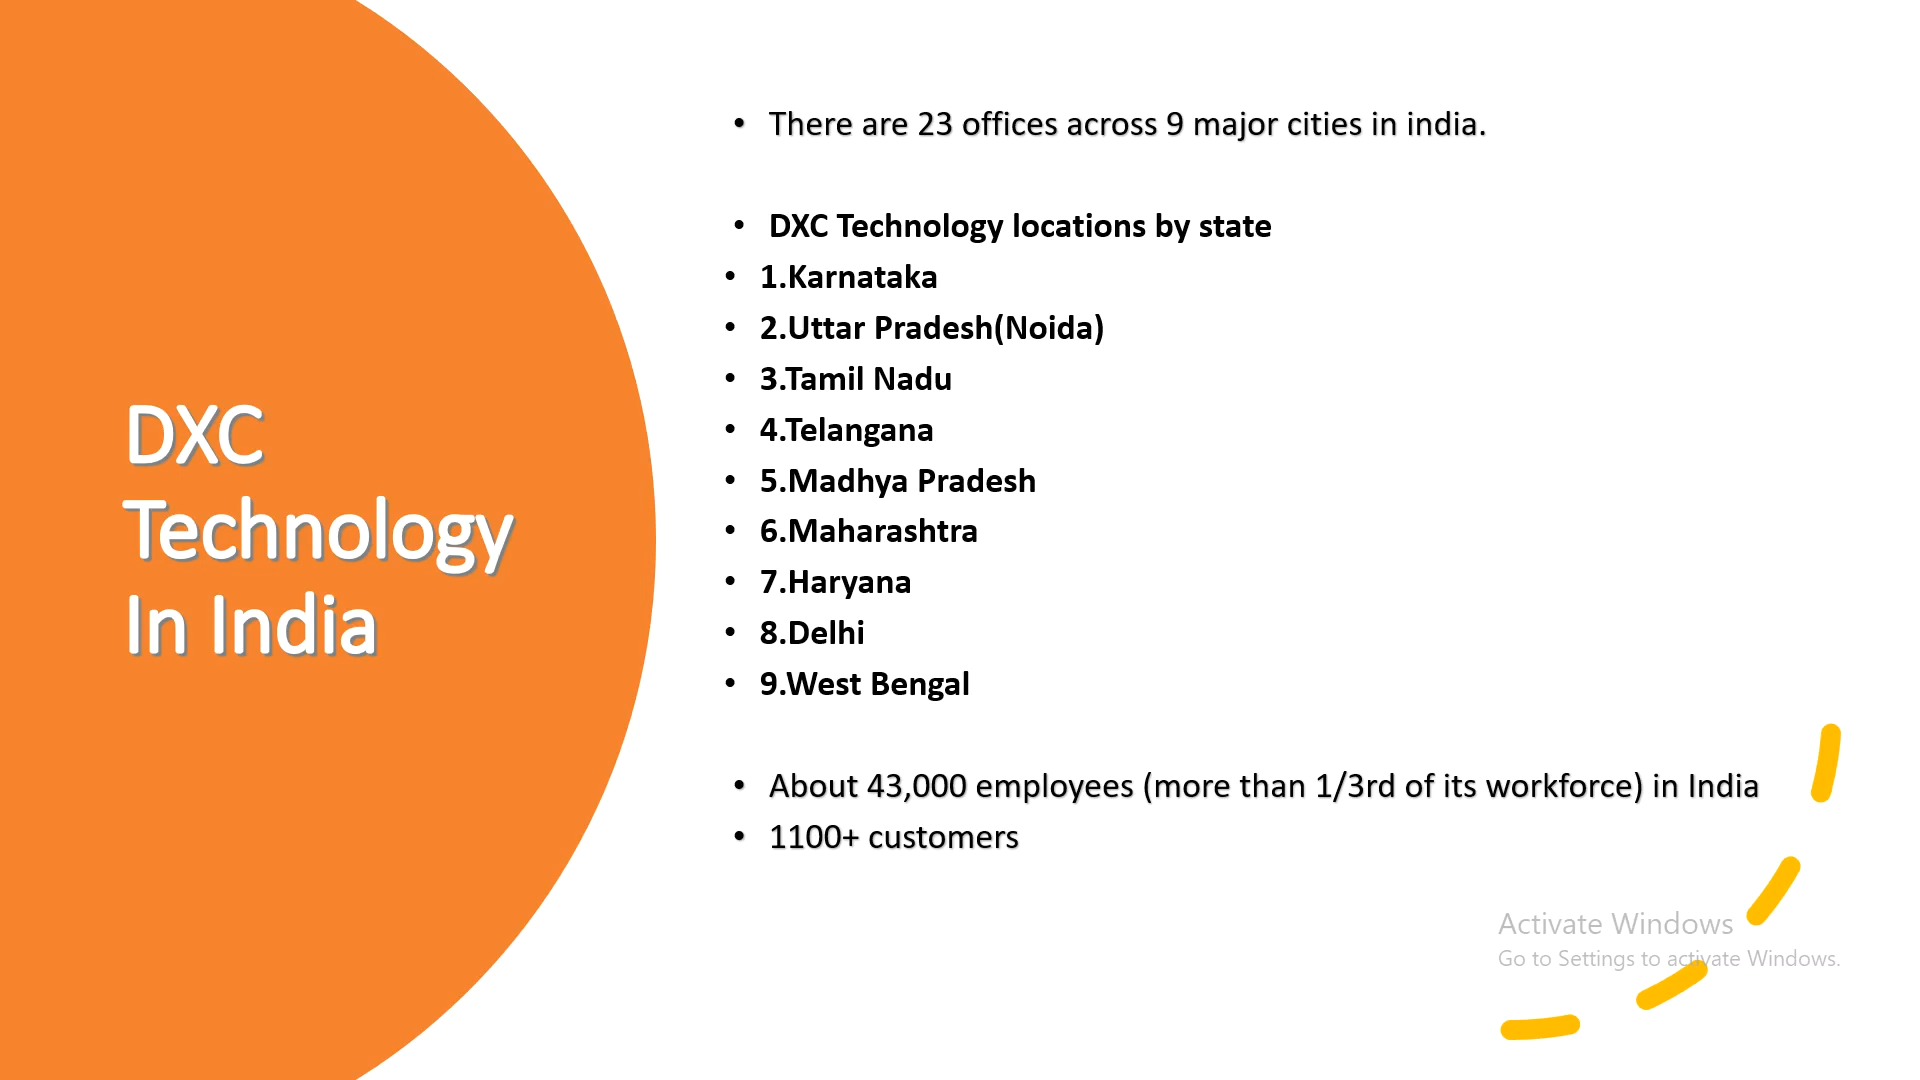 DXC
Technology
In India
• There are 23 offices across 9 major cities in india.
• DXC Technology locations by state
• 1.Karnataka
• 2.Uttar Pradesh(Noida)
• 3.Tamil Nadu
• 4.Telangana
• 5.Madhya Pradesh
• 6.Maharashtra
• 7.Haryana
• 8.Delhi
• 9.West Bengal
• About 43,000 employees (more than 1/3rd of its workforce) in India
• 1100+ customers
Activate Windows
Go to Settings to activate Windows.